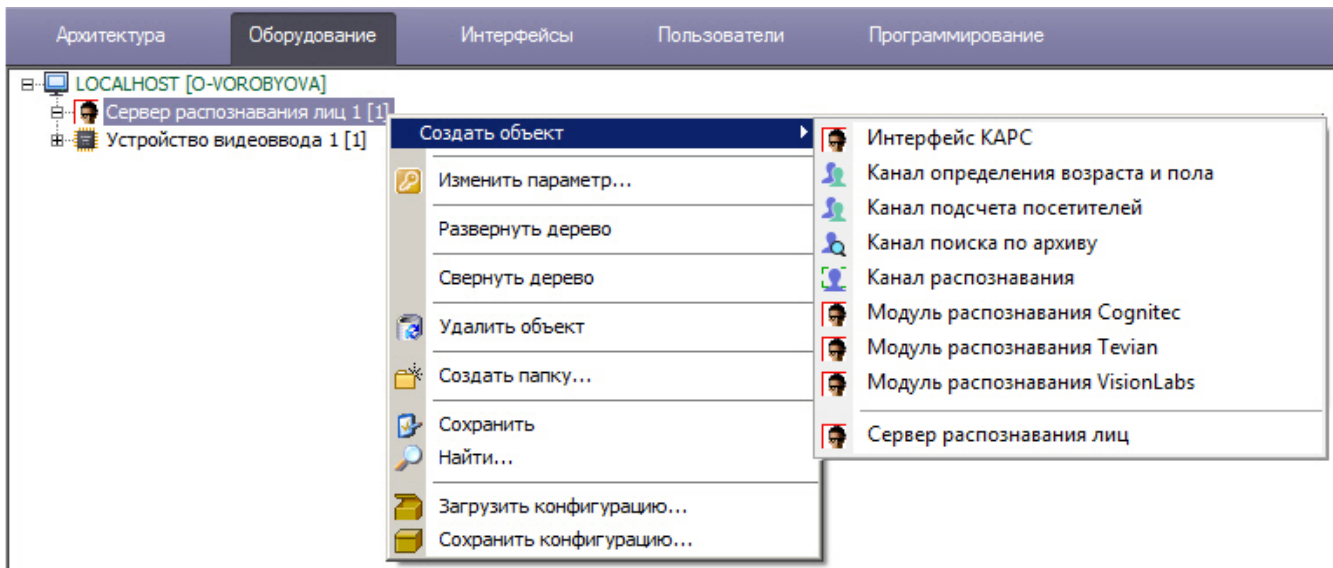 Архитектура
Оборудование
Интерфейсы
Пользователи
Программирование
LOCALHOST [O-VOROBYOVA]
Сервер распознавания лиц 1 [1]
Устройство видеоввода 1 [1]
Создать объект
Изменить параметр...
Развернуть дерево
Свернуть дерево
Удалить объект
Создать папку...
Сохранить
Найти...
Загрузить конфигурацию...
Сохранить конфигурацию...
Интерфейс КАРС
Канал определения возраста и пола
Канал подсчета посетителей
Канал поиска по архиву
Канал распознавания
Модуль распознавания Cognitec
Модуль распознавания Tevian
Модуль распознавания VisionLabs
Сервер распознавания лиц